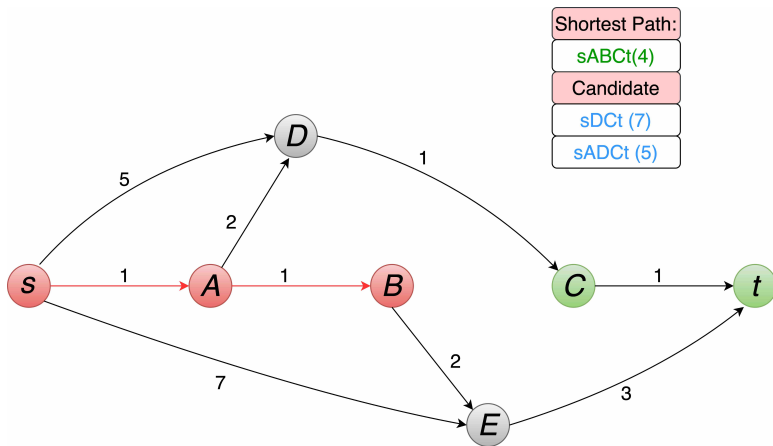 Shortest Path:
sABCt(4)
Candidate
sDCt (7)
sADCt (5)
D
5
1
2
s
1
A
1
B
C
1
t
2
7
3
E